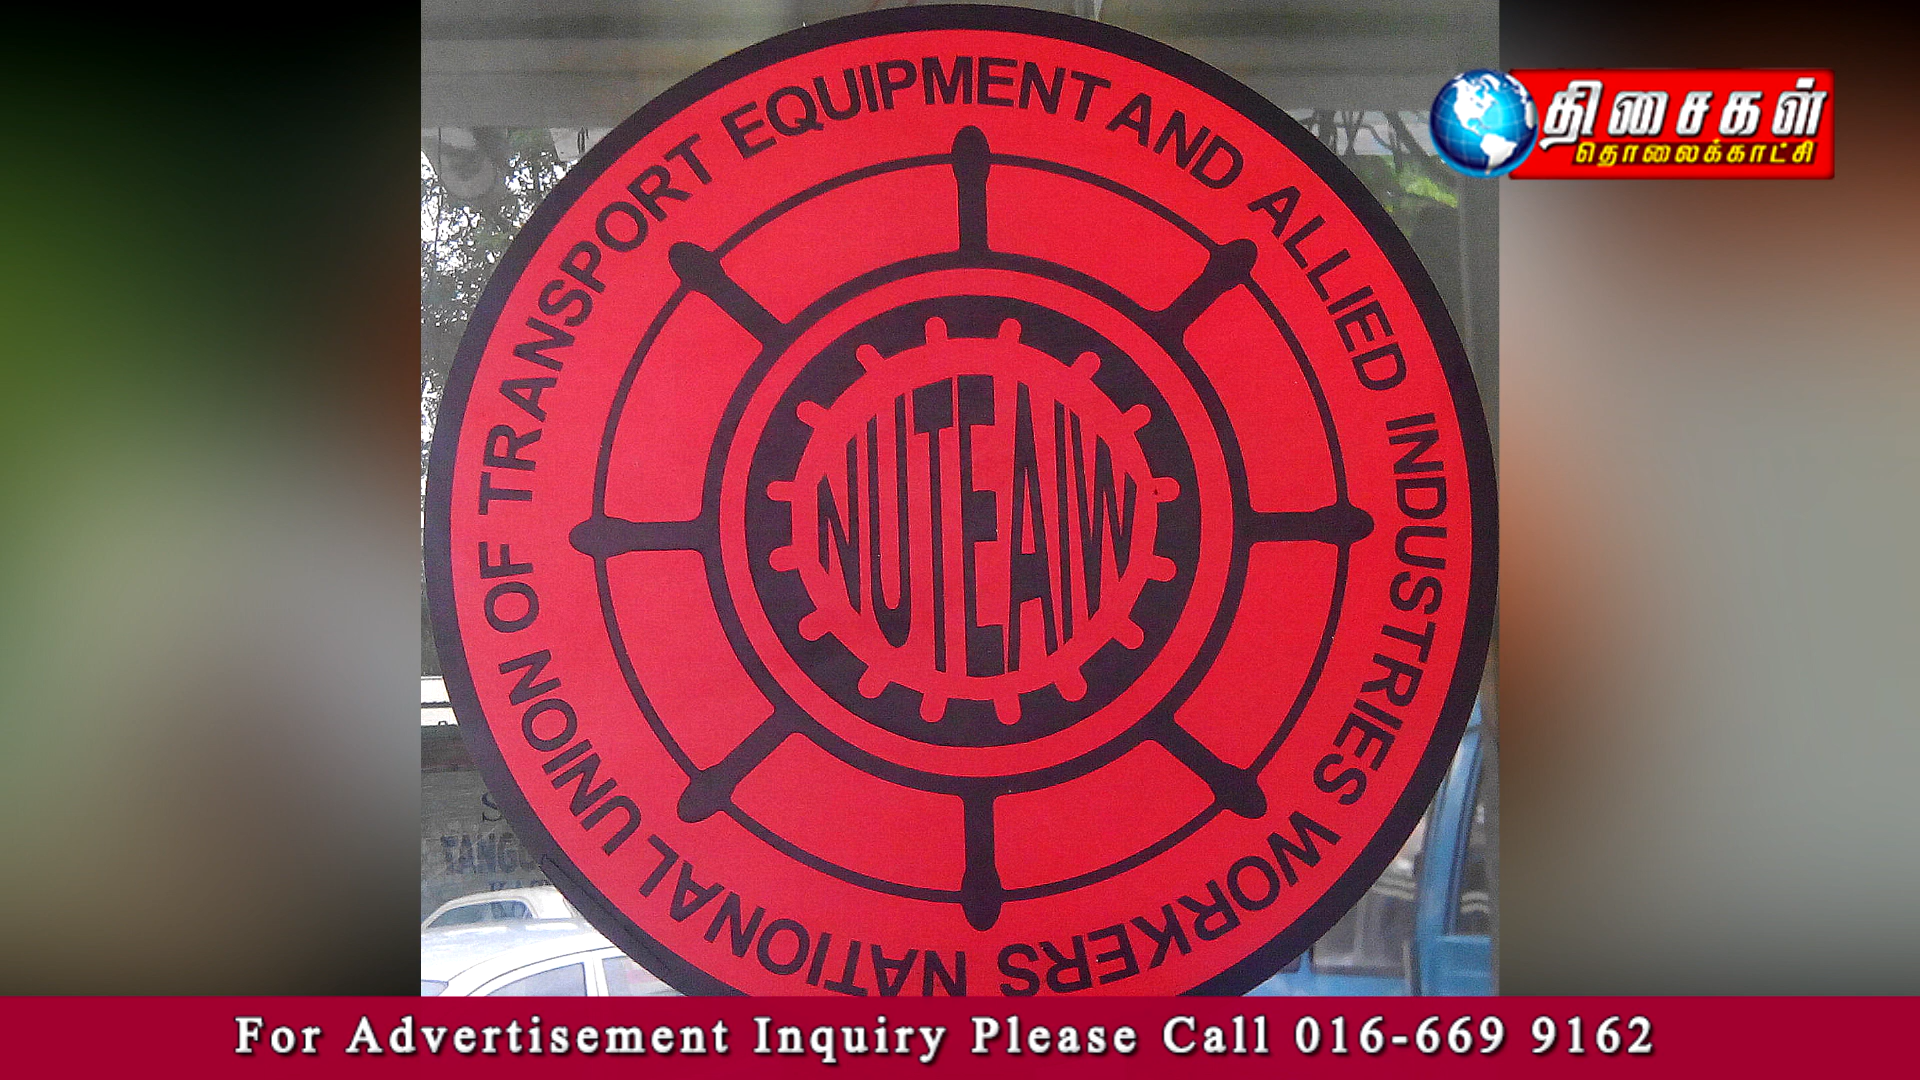 திசைகள்
தொலைக்காட்சி
NATIONAL UNION OF TRANSPORT EQUIPMENT AND ALLIED INDUSTRIES WORKERS
NUTEAIW
For Advertisement Inquiry Please Call 016-669 9162